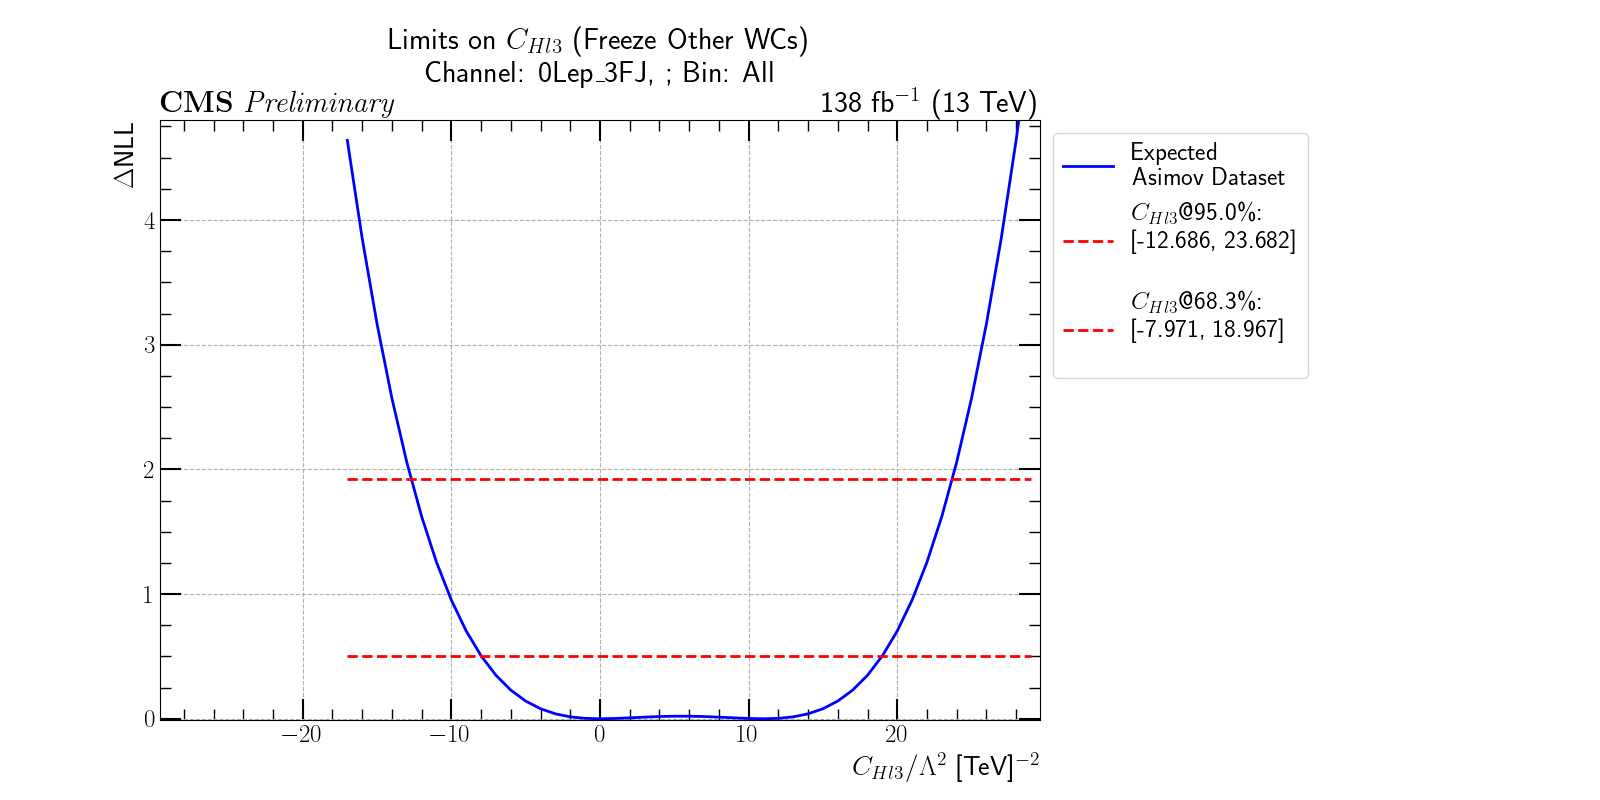 Limits on C_{Hl3} (Freeze Other WCs)
Channel: 0Lep_3FJ, ; Bin: All
CMS Preliminary
138 fb^{-1} (13 TeV)
ΔNLL
4
3
2
1
0
−20
−10
0
10
20
C_{Hl3}/Λ^2 [TeV]^{-2}
Expected
Asimov Dataset
C_{Hl3}@95.0%:
[-12.686, 23.682]
C_{Hl3}@68.3%:
[-7.971, 18.967]